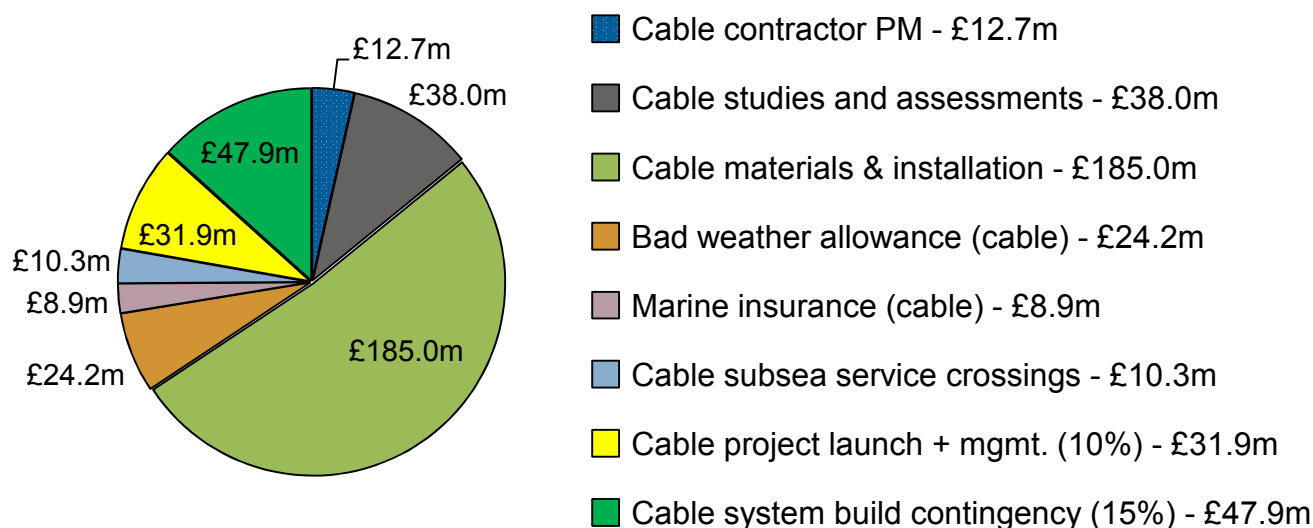 £12.7m
£38.0m
£47.9m
£31.9m
£10.3m
£8.9m
£24.2m
£185.0m
Cable contractor PM - £12.7m
Cable studies and assessments - £38.0m
Cable materials & installation - £185.0m
Bad weather allowance (cable) - £24.2m
Marine insurance (cable) - £8.9m
Cable subsea service crossings - £10.3m
Cable project launch + mgmt. (10%) - £31.9m
Cable system build contingency (15%) - £47.9m